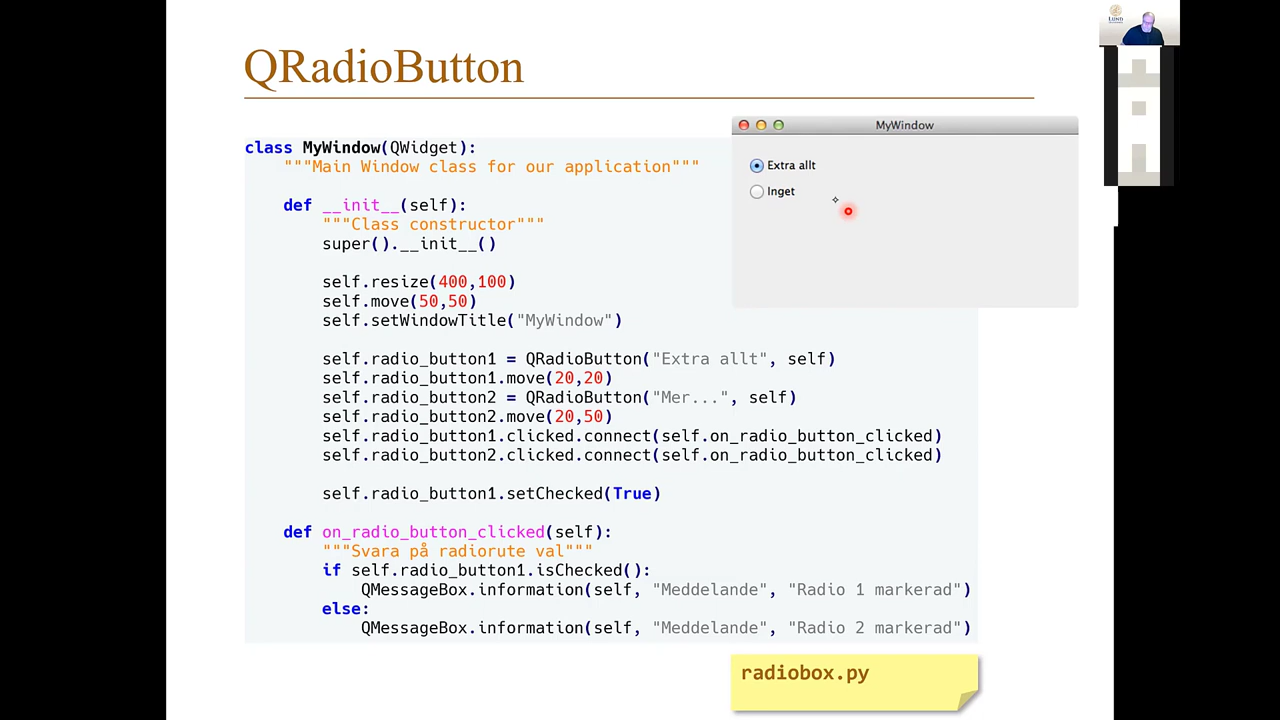 QRadioButton
class MyWindow(QWidget):
"""Main Window class for our application"""
def __init__(self):
"""Class constructor"""
super().__init__()
self.resize(400,100)
self.move(50,50)
self.setWindowTitle("MyWindow")
self.radio_button1 = QRadioButton("Extra allt", self)
self.radio_button1.move(20,20)
self.radio_button2 = QRadioButton("Mer...", self)
self.radio_button2.move(20,50)
self.radio_button1.clicked.connect(self.on_radio_button_clicked)
self.radio_button2.clicked.connect(self.on_radio_button_clicked)
self.radio_button1.setChecked(True)
def on_radio_button_clicked(self):
"""Svara på radiorute val"""
if self.radio_button1.isChecked():
QMessageBox.information(self, "Meddelande", "Radio 1 markerad")
else:
QMessageBox.information(self, "Meddelande", "Radio 2 markerad")
MyWindow
Extra allt
Inget
radiobox.py
LUND